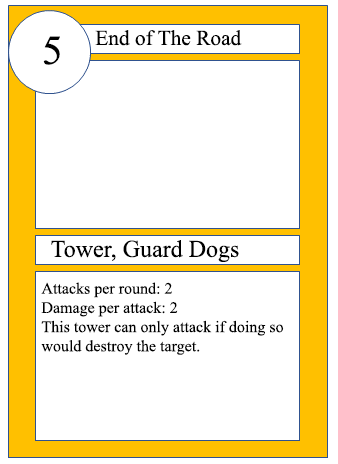 5
End of The Road
Tower, Guard Dogs
Attacks per round: 2
Damage per attack: 2
This tower can only attack if doing so
would destroy the target.